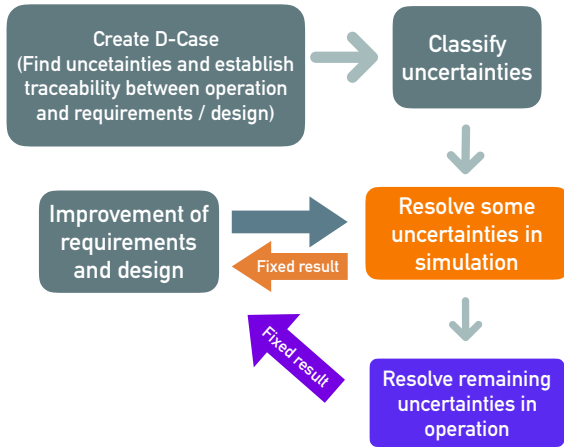 Create D-Case
(Find uncetainties and establish
traceability between operation
and requirements / design)
Classify
uncertainties
Improvement of
requirements
and design
Resolve some
uncertainties in
simulation
Fixed result
Fixed result
Resolve remaining
uncertainties in
operation